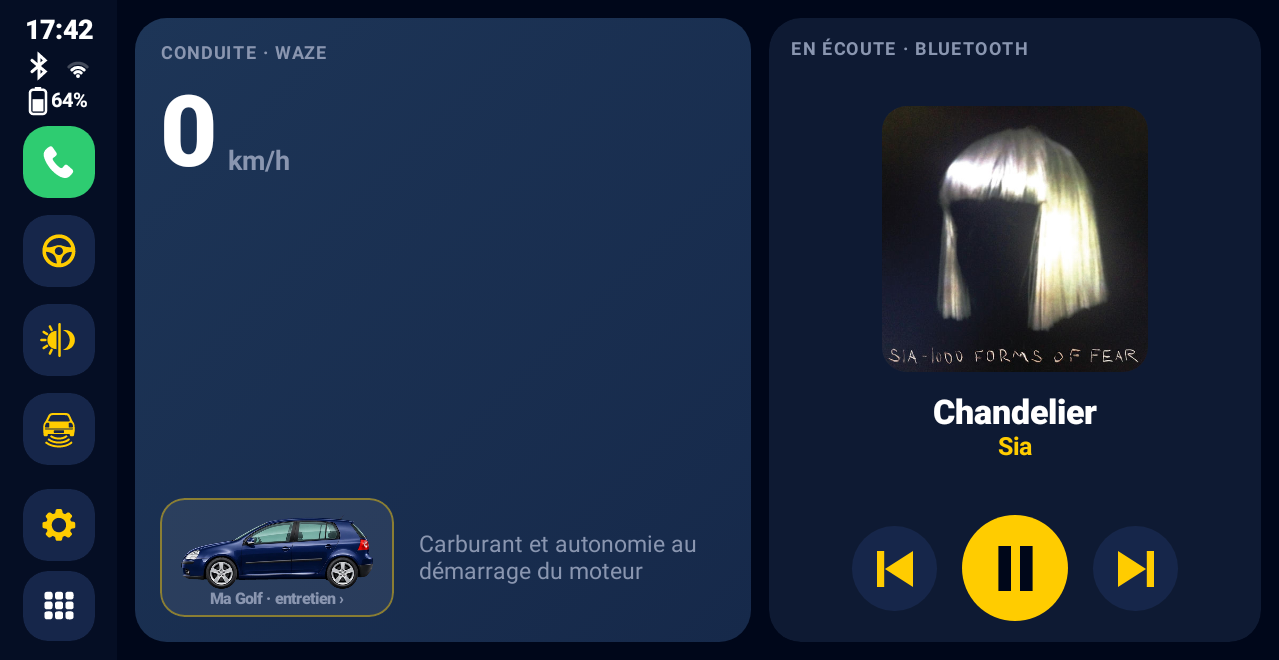 17:42
64%
CONDUITE · WAZE
0 km/h
Ma Golf · entretien ›
Carburant et autonomie au
démarrage du moteur
EN ÉCOUTE · BLUETOOTH
SIA - 1000 FORMS OF FEAR
Chandelier
Sia